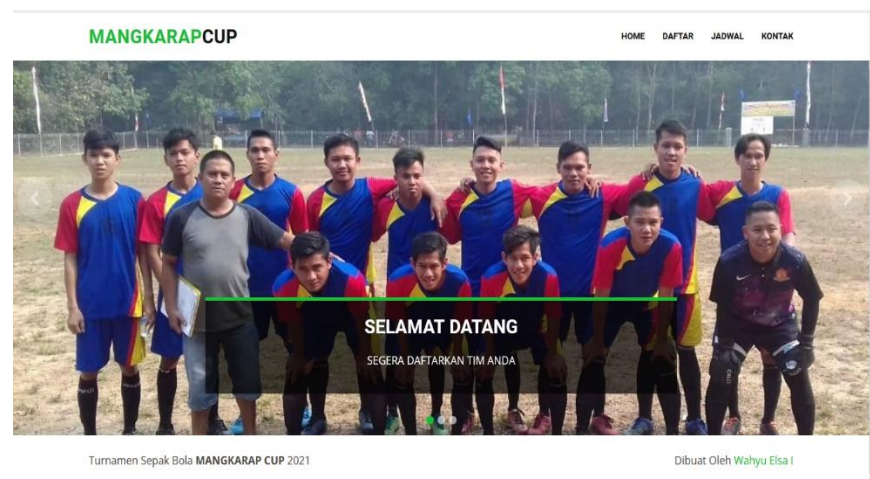 MANGKARAPCUP
HOME DAFTAR JADWAL KONTAK
SELAMAT DATANG
SEGERA DAFTARKAN TIM ANDA
Turnamen Sepak Bola MANGKARAP CUP 2021
Dibuat Oleh Wahyu Elsa I